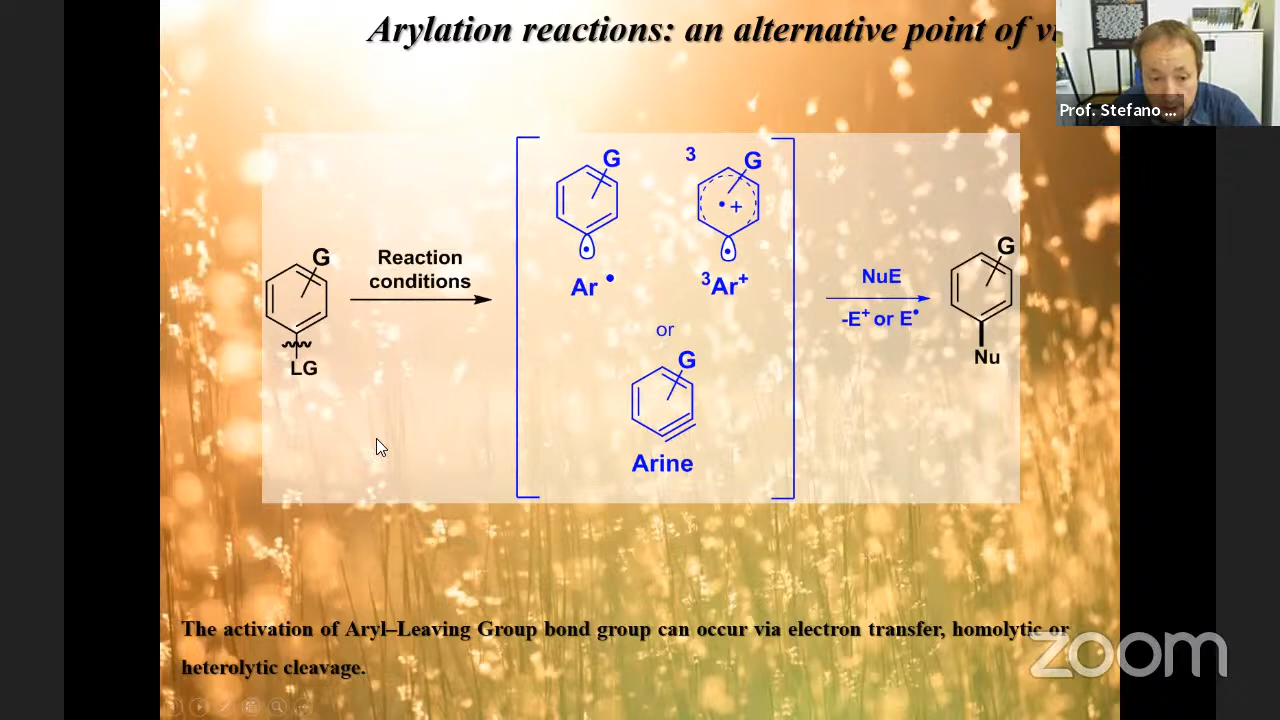 Arylation reactions: an alternative point of
Prof. Stefano ...
G
3
G
G
Reaction
conditions
Ar •
³Ar⁺
NuE
-E⁺ or E•
G
LG
or
G
Nu
Arine
The activation of Aryl–Leaving Group bond group can occur via electron transfer, homolytic or
heterolytic cleavage.
zoom